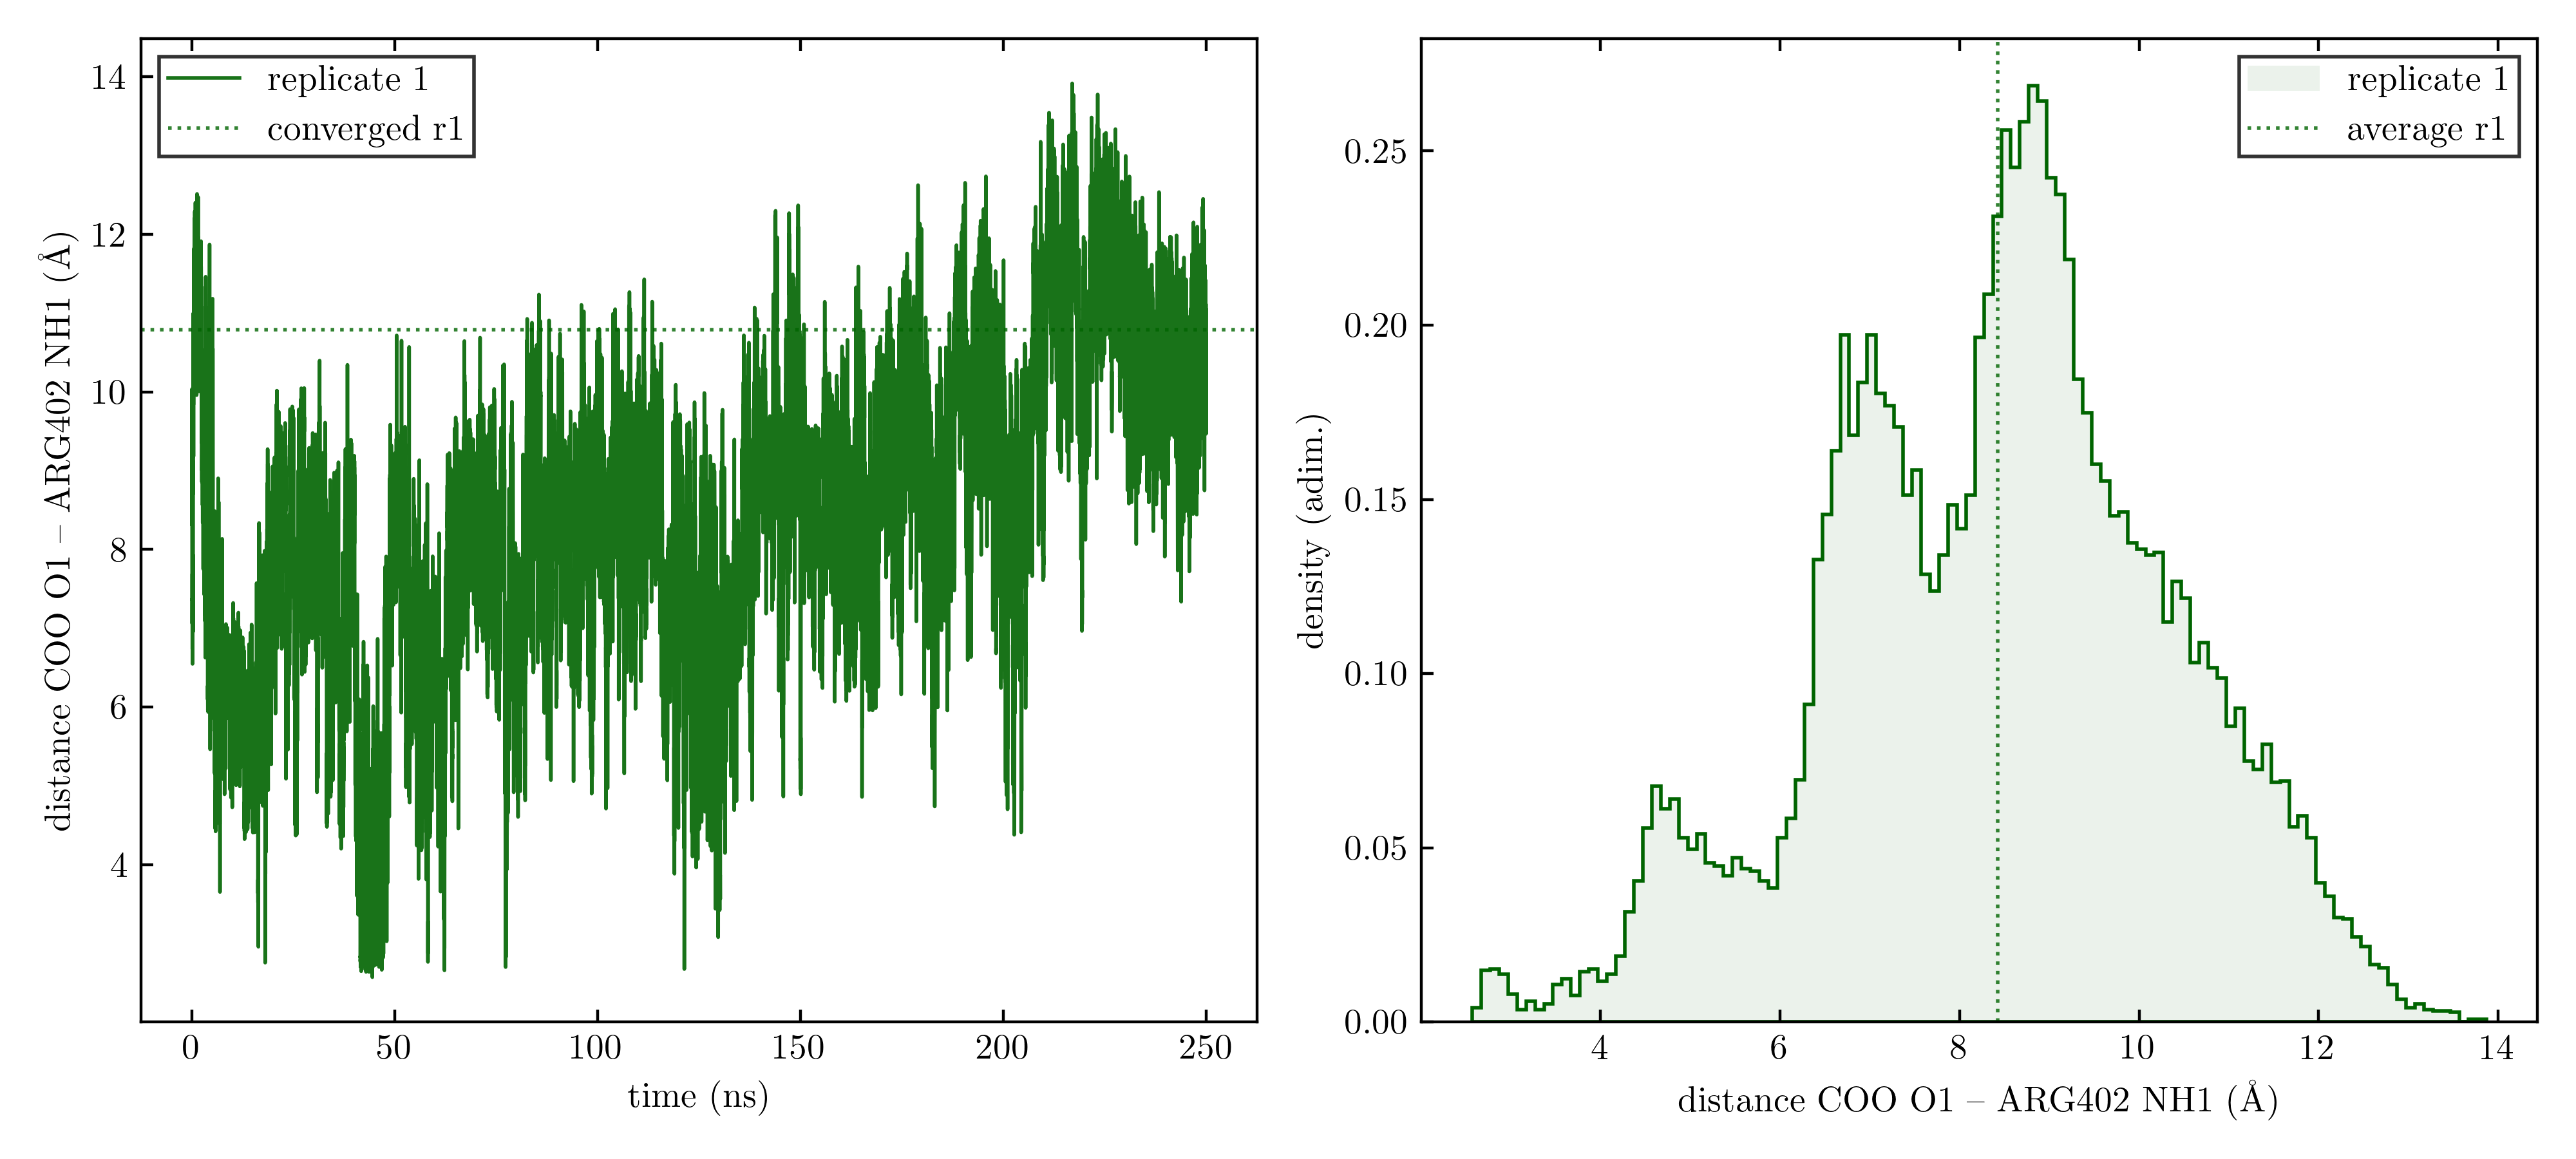 replicate 1
converged r1
14
12
10
8
6
4
distance COO O1 – ARG402 NH1 (Å)
0 50 100 150 200 250
time (ns)
replicate 1
average r1
0.25
0.20
0.15
0.10
0.05
0.00
density (adim.)
4 6 8 10 12 14
distance COO O1 – ARG402 NH1 (Å)